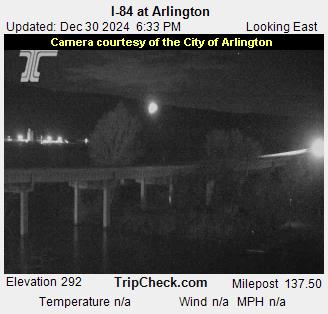 I-84 at Arlington
Updated: Dec 30 2024 6:33 PM Looking East
Camera courtesy of the City of Arlington
Elevation 292 TripCheck.com Milepost 137.50
Temperature n/a Wind n/a MPH n/a